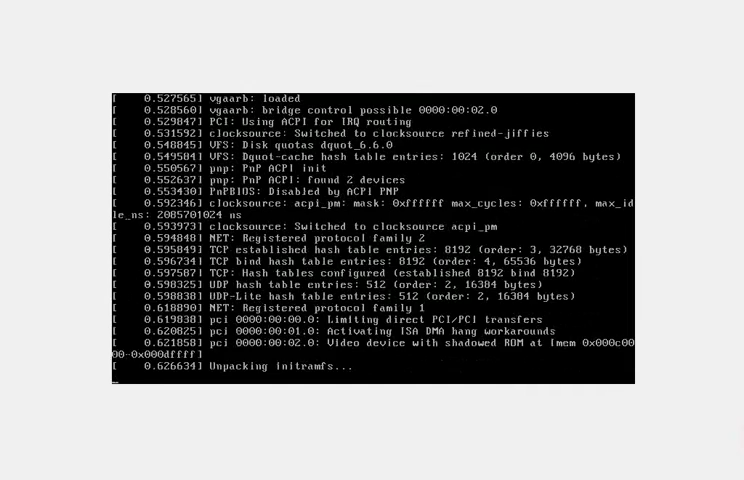 [    0.527565] vgaarb: loaded
[    0.528560] vgaarb: bridge control possible 0000:00:02.0
[    0.529847] PCI: Using ACPI for IRQ routing
[    0.531592] clocksource: Switched to clocksource refined-jiffies
[    0.548845] VFS: Disk quotas dquot_6.6.0
[    0.549584] VFS: Dquot-cache hash table entries: 1024 (order 0, 4096 bytes)
[    0.550567] pnp: PnP ACPI init
[    0.552637] pnp: PnP ACPI: found 2 devices
[    0.553430] PnPBIOS: Disabled by ACPI PNP
[    0.592346] clocksource: acpi_pm: mask: 0xffffff max_cycles: 0xffffff, max_id
le_ns: 2085701024 ns
[    0.593973] clocksource: Switched to clocksource acpi_pm
[    0.594848] NET: Registered protocol family 2
[    0.595849] TCP established hash table entries: 8192 (order: 3, 32768 bytes)
[    0.596734] TCP bind hash table entries: 8192 (order: 4, 65536 bytes)
[    0.597587] TCP: Hash tables configured (established 8192 bind 8192)
[    0.598325] UDP hash table entries: 512 (order: 2, 16384 bytes)
[    0.598838] UDP-Lite hash table entries: 512 (order: 2, 16384 bytes)
[    0.618890] NET: Registered protocol family 1
[    0.619838] pci 0000:00:00.0: Limiting direct PCI/PCI transfers
[    0.620825] pci 0000:00:01.0: Activating ISA DMA hang workarounds
[    0.621858] pci 0000:00:02.0: Video device with shadowed ROM at [mem 0x000c00
00-0x000dffff]
[    0.626634] Unpacking initramfs...